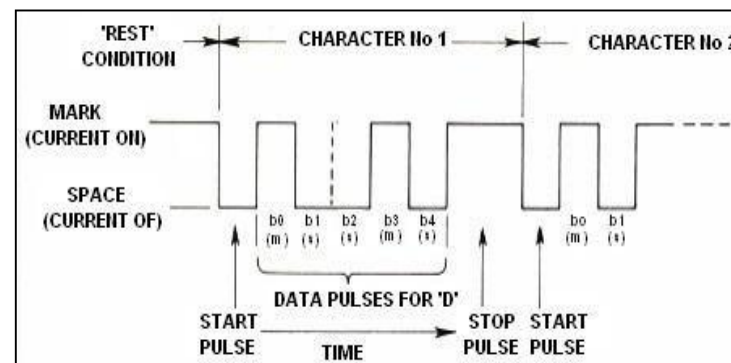 'REST'
CONDITION
CHARACTER No 1
CHARACTER No 2
MARK
(CURRENT ON)
SPACE
(CURRENT OF)
b0 b1 b2 b3 b4 bo b1
(m) (s) (s) (m) (s) (m) (s)
DATA PULSES FOR 'D'
START
PULSE
TIME
STOP
PULSE
START
PULSE